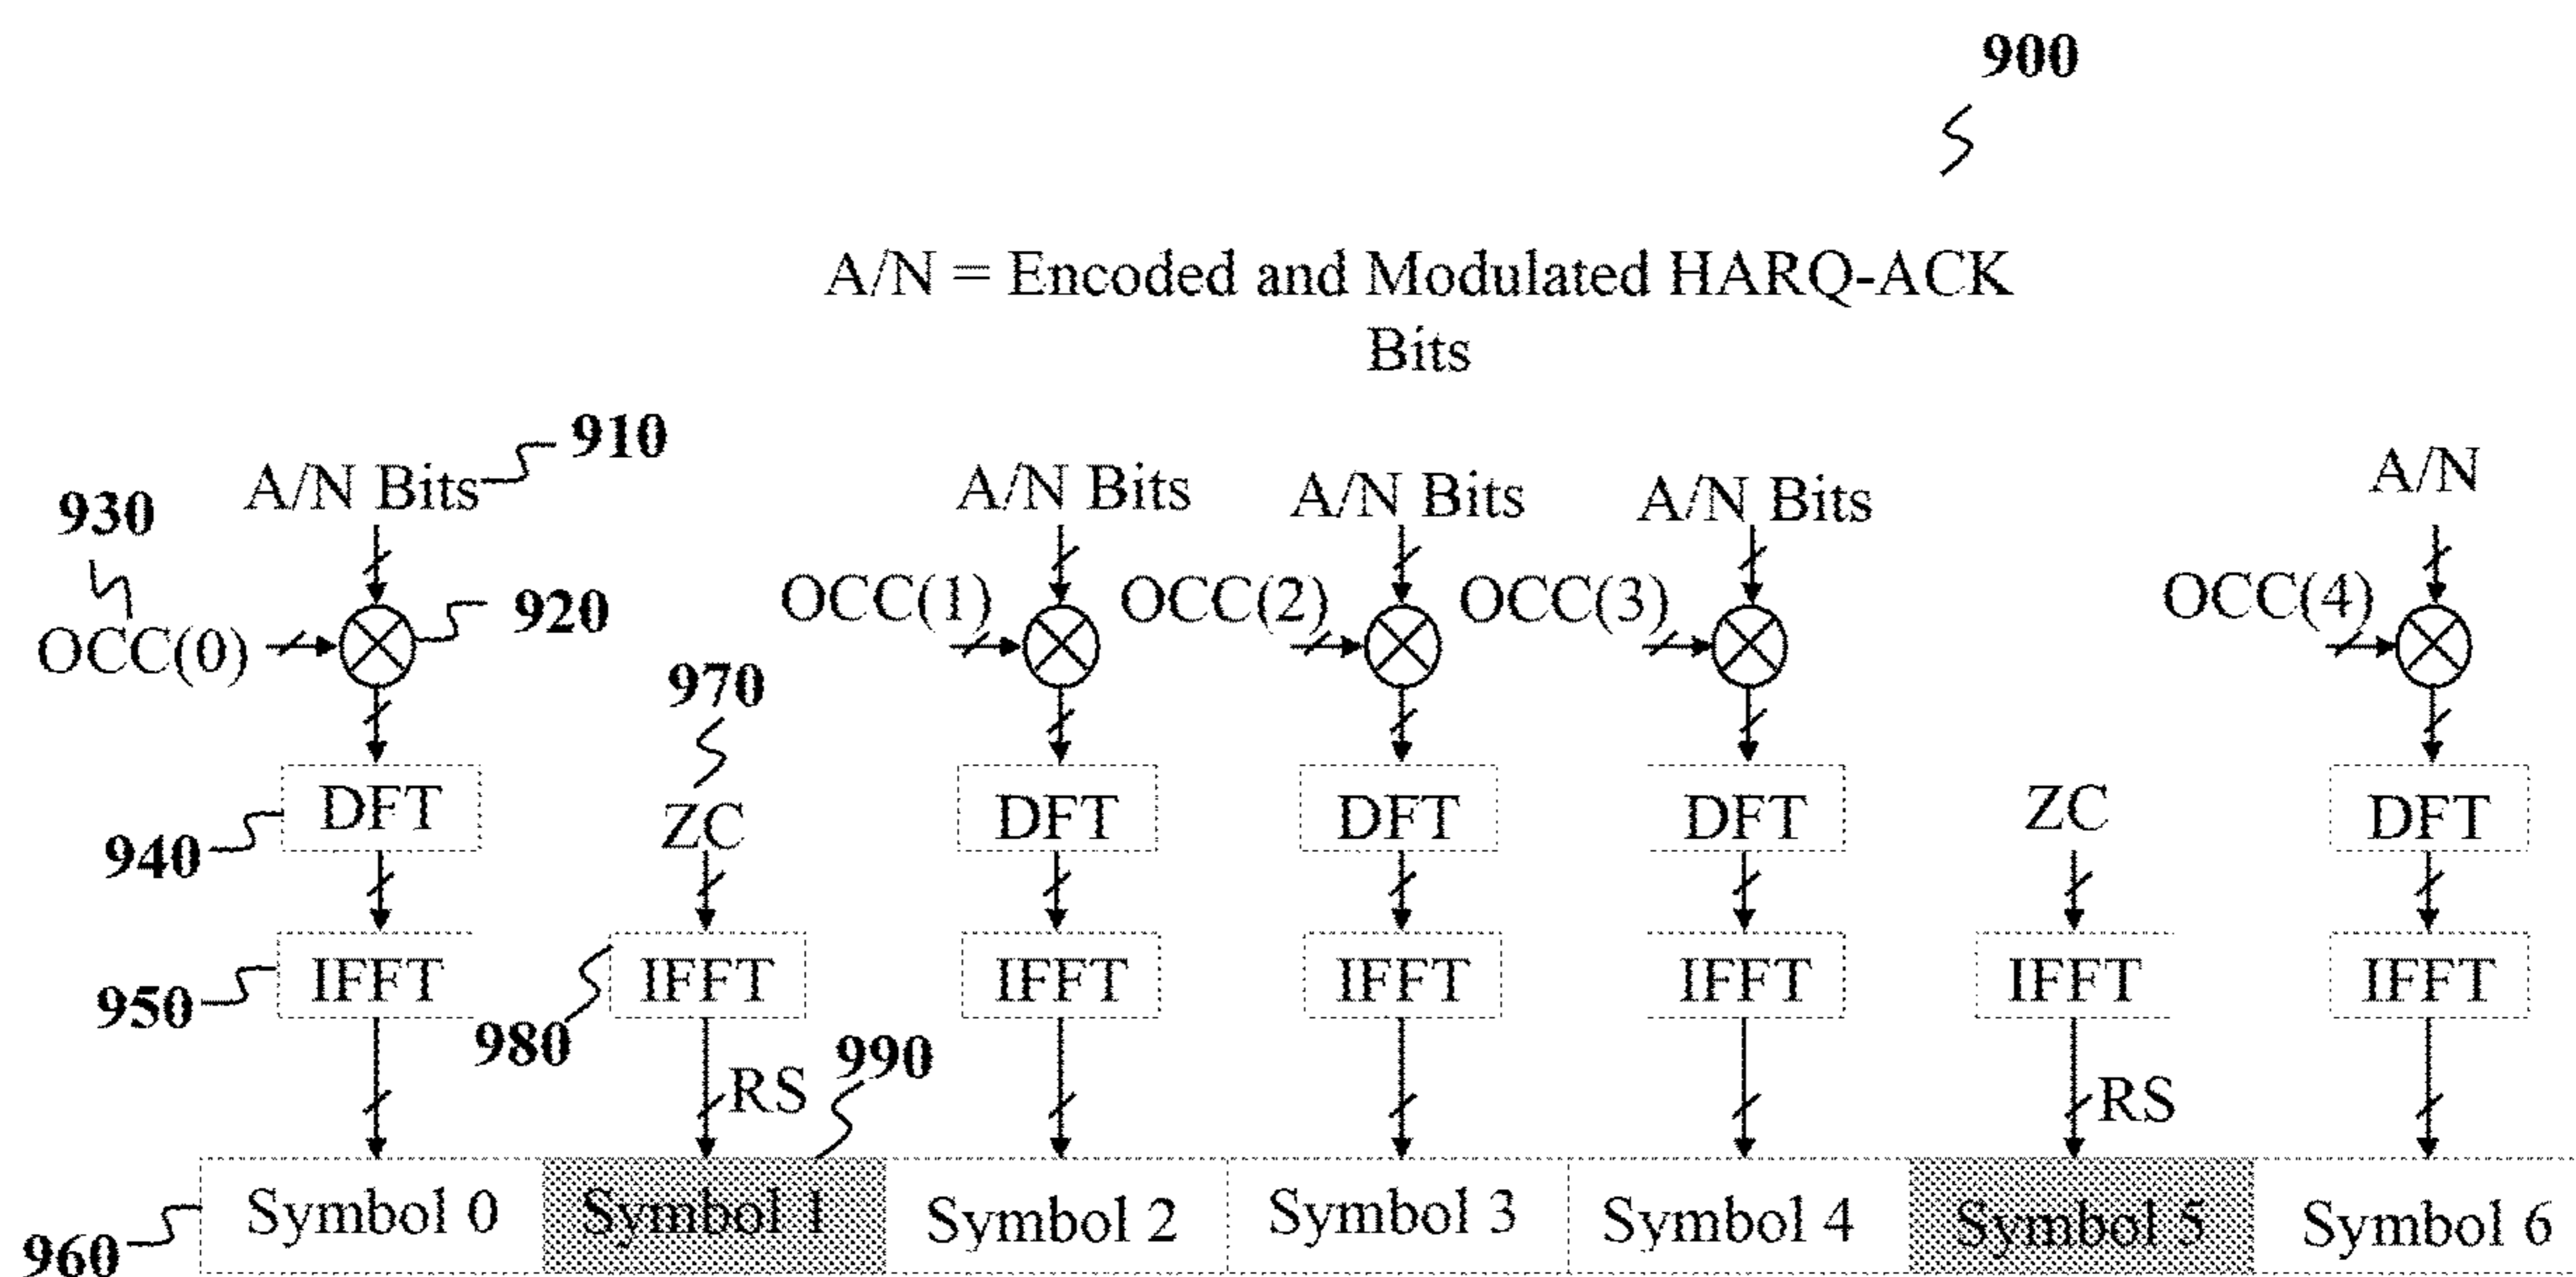 900
A/N = Encoded and Modulated HARQ-ACK
Bits
910
A/N Bits
A/N Bits
A/N Bits
A/N Bits
A/N
930
OCC(0)
920
OCC(1)
OCC(2)
OCC(3)
OCC(4)
970
940
DFT
ZC
DFT
DFT
DFT
ZC
DFT
950
IFFT
980
IFFT
IFFT
IFFT
IFFT
IFFT
IFFT
RS
990
RS
960
Symbol 0
Symbol 1
Symbol 2
Symbol 3
Symbol 4
Symbol 5
Symbol 6